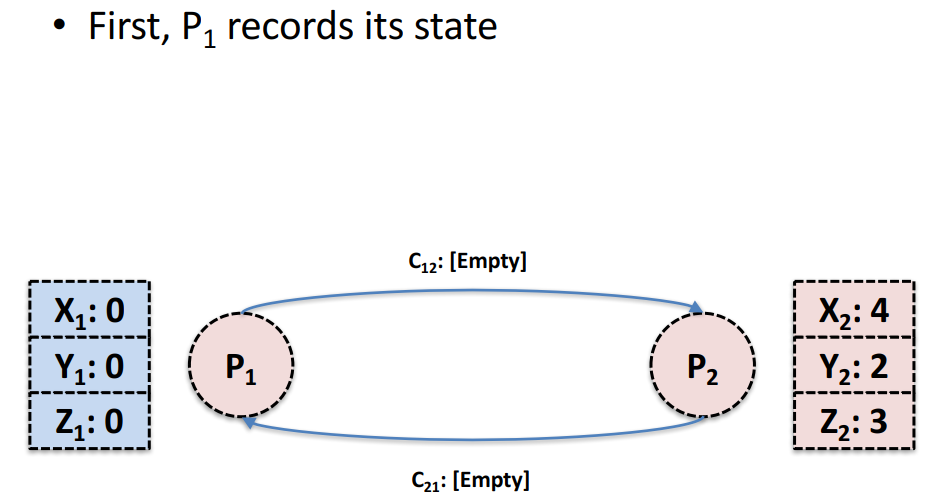 • First, P₁ records its state
C₁₂: [Empty]
X₁: 0
Y₁: 0
Z₁: 0
P₁
P₂
X₂: 4
Y₂: 2
Z₂: 3
C₂₁: [Empty]